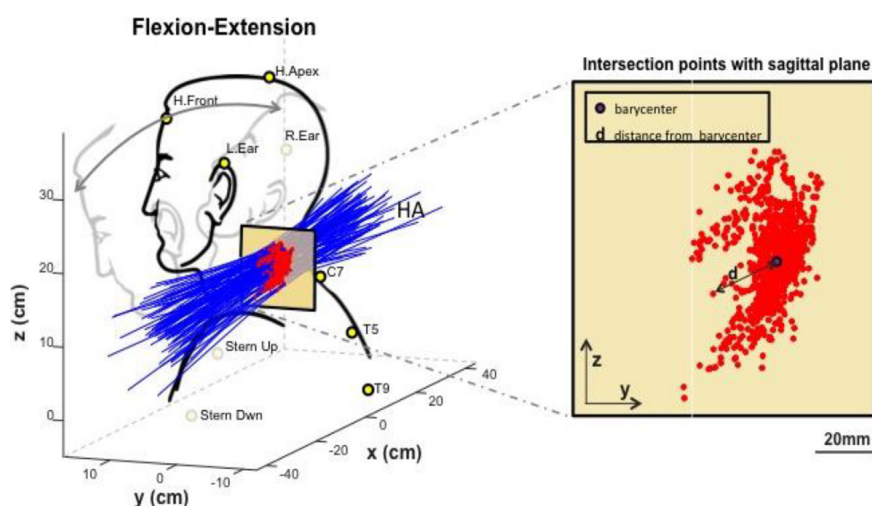 Flexion-Extension
H.Apex
H.Front
L.Ear
R.Ear
HA
C7
T5
T9
Stern Up
Stern Dwn
z (cm)
30
20
10
0
10
0
-10
y (cm)
-40
-20
0
20
40
x (cm)
Intersection points with sagittal plane
barycenter
d distance from barycenter
d
z
y
20mm